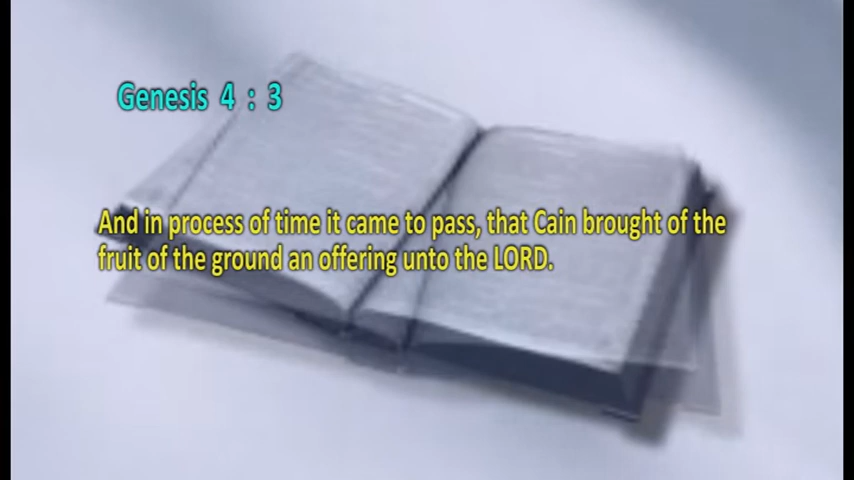 Genesis 4 : 3
And in process of time it came to pass, that Cain brought of the
fruit of the ground an offering unto the LORD.